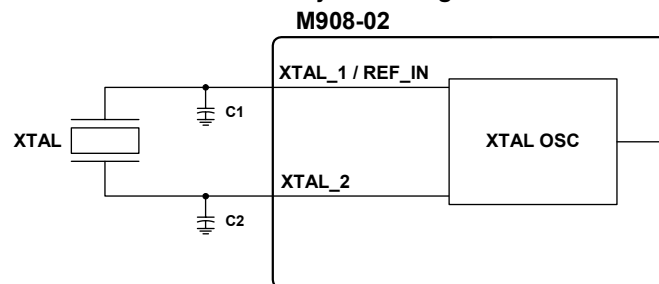 M908-02
XTAL_1 / REF_IN
C1
XTAL
XTAL OSC
XTAL_2
C2